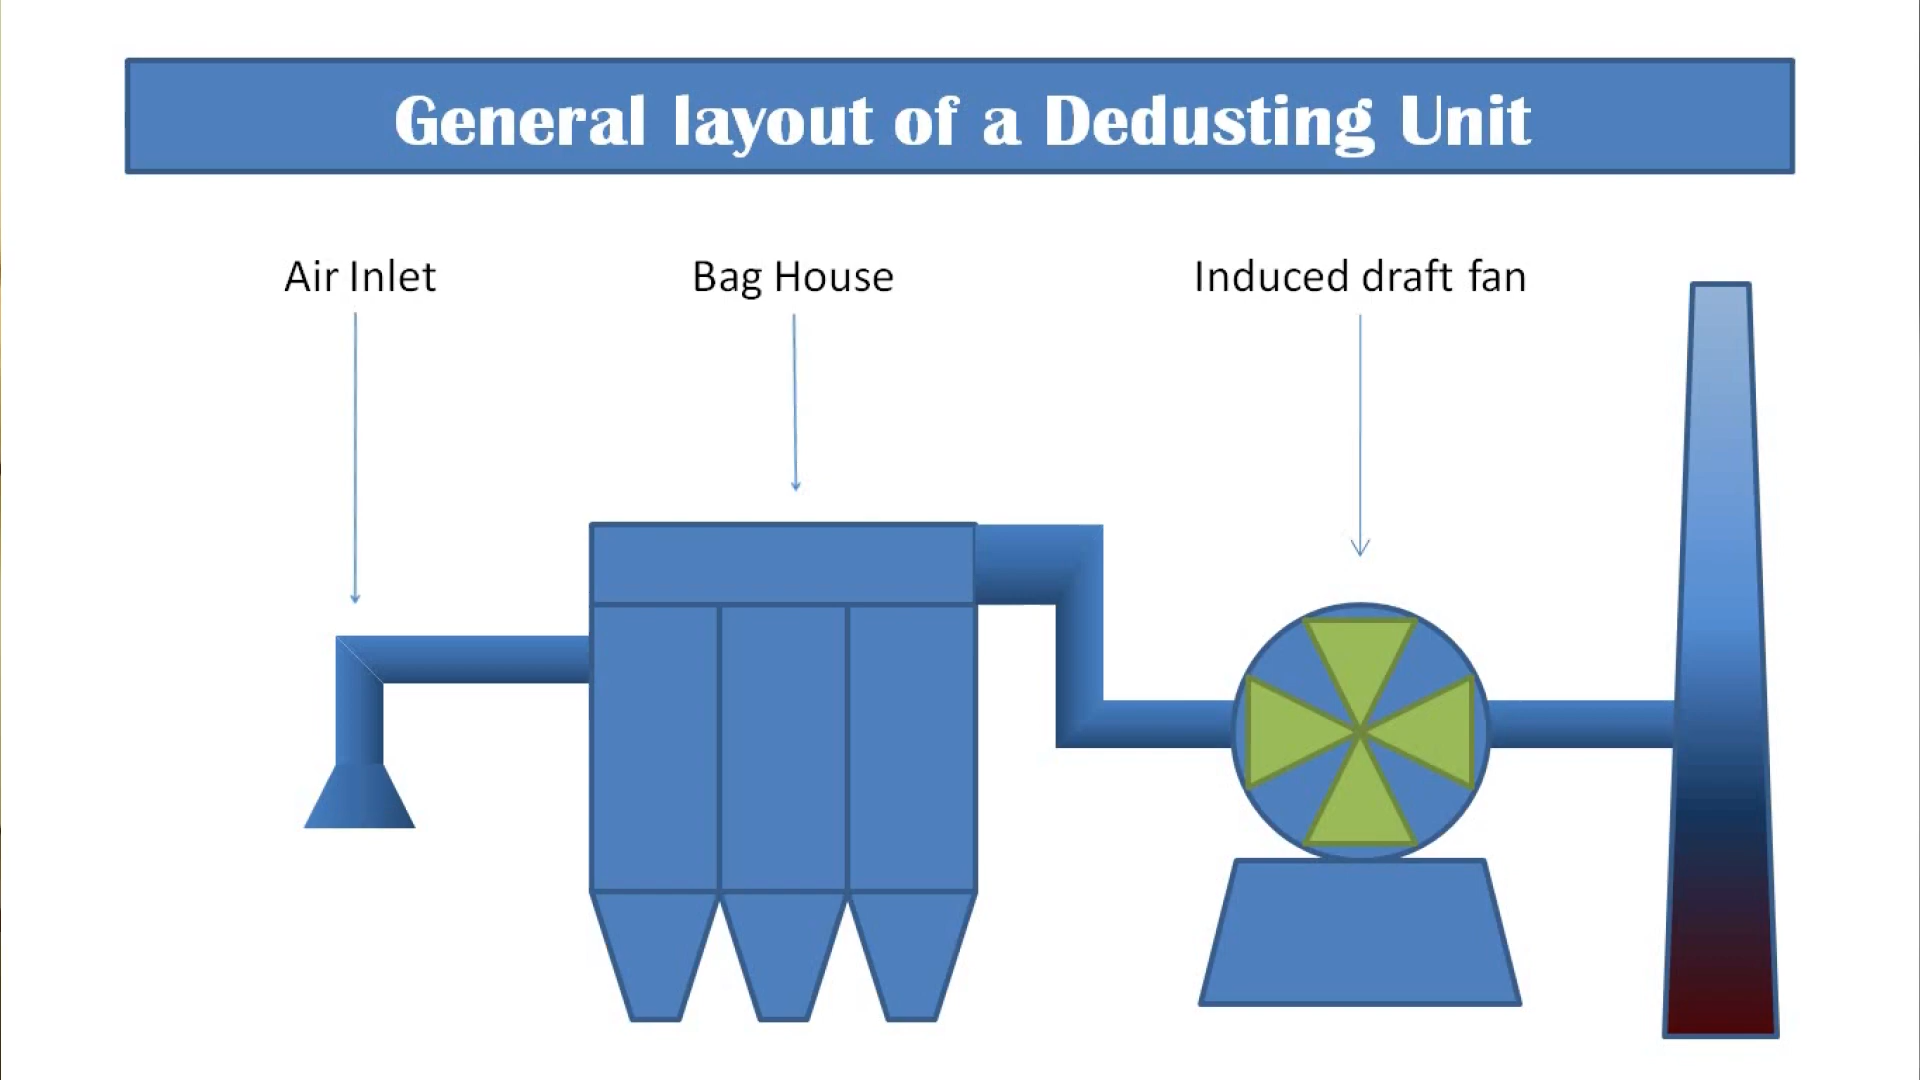 General layout of a Dedusting Unit
Air Inlet
Bag House
Induced draft fan